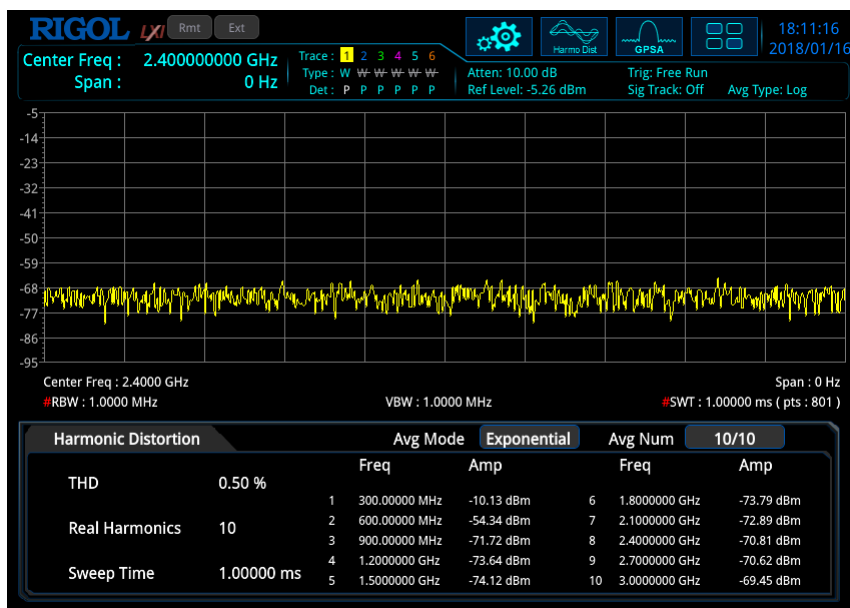 RIGOL LXI Rmt Ext
Harmo Dist GPSA
18:11:16
2018/01/16
Center Freq : 2.400000000 GHz
Span : 0 Hz
Trace : 1 2 3 4 5 6
Type : W W W W W W
Det : P P P P P P
Atten: 10.00 dB Trig: Free Run
Ref Level: -5.26 dBm Sig Track: Off Avg Type: Log
-5
-14
-23
-32
-41
-50
-59
-68
-77
-86
-95
Center Freq : 2.4000 GHz Span : 0 Hz
#RBW : 1.0000 MHz VBW : 1.0000 MHz #SWT : 1.00000 ms ( pts : 801 )
Harmonic Distortion Avg Mode Exponential Avg Num 10/10
Freq Amp Freq Amp
THD 0.50 %
1 300.00000 MHz -10.13 dBm 6 1.8000000 GHz -73.79 dBm
Real Harmonics 10
2 600.00000 MHz -54.34 dBm 7 2.1000000 GHz -72.89 dBm
3 900.00000 MHz -71.72 dBm 8 2.4000000 GHz -70.81 dBm
4 1.2000000 GHz -73.64 dBm 9 2.7000000 GHz -70.62 dBm
Sweep Time 1.00000 ms
5 1.5000000 GHz -74.12 dBm 10 3.0000000 GHz -69.45 dBm